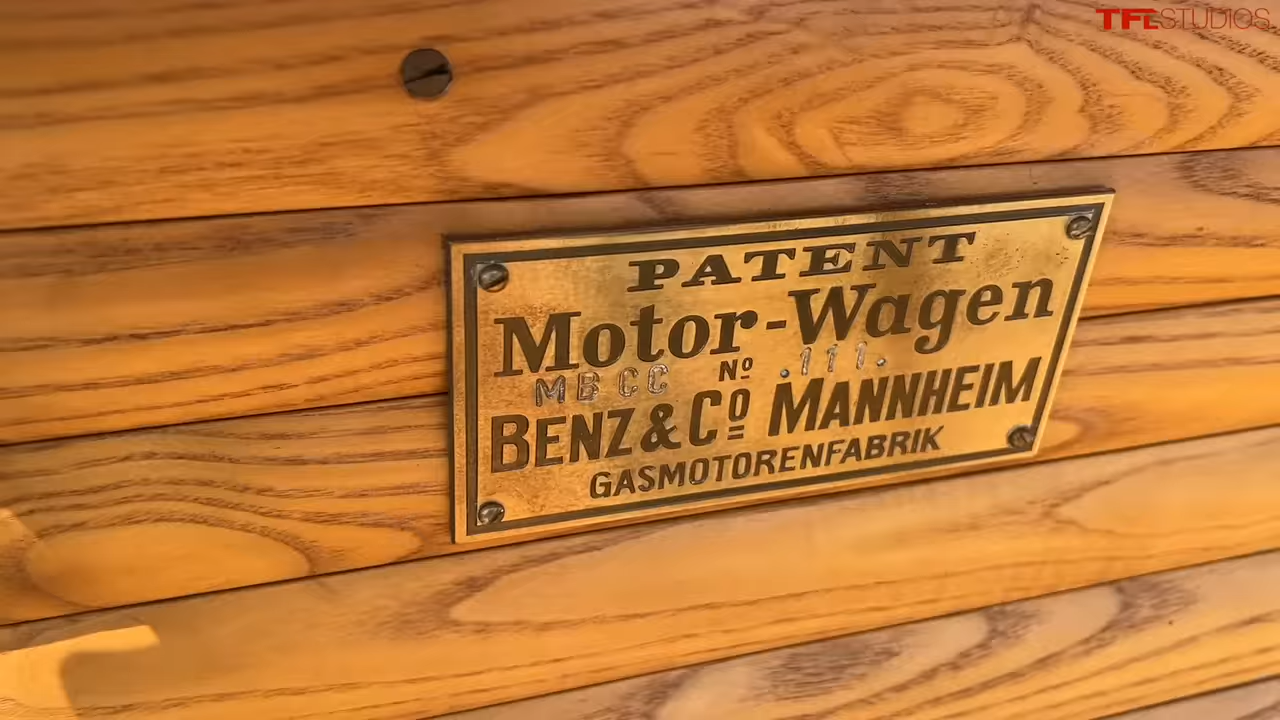 TFLSTUDIOS
PATENT
Motor-Wagen
MBCC Nº .111.
BENZ & Cº MANNHEIM
GASMOTORENFABRIK